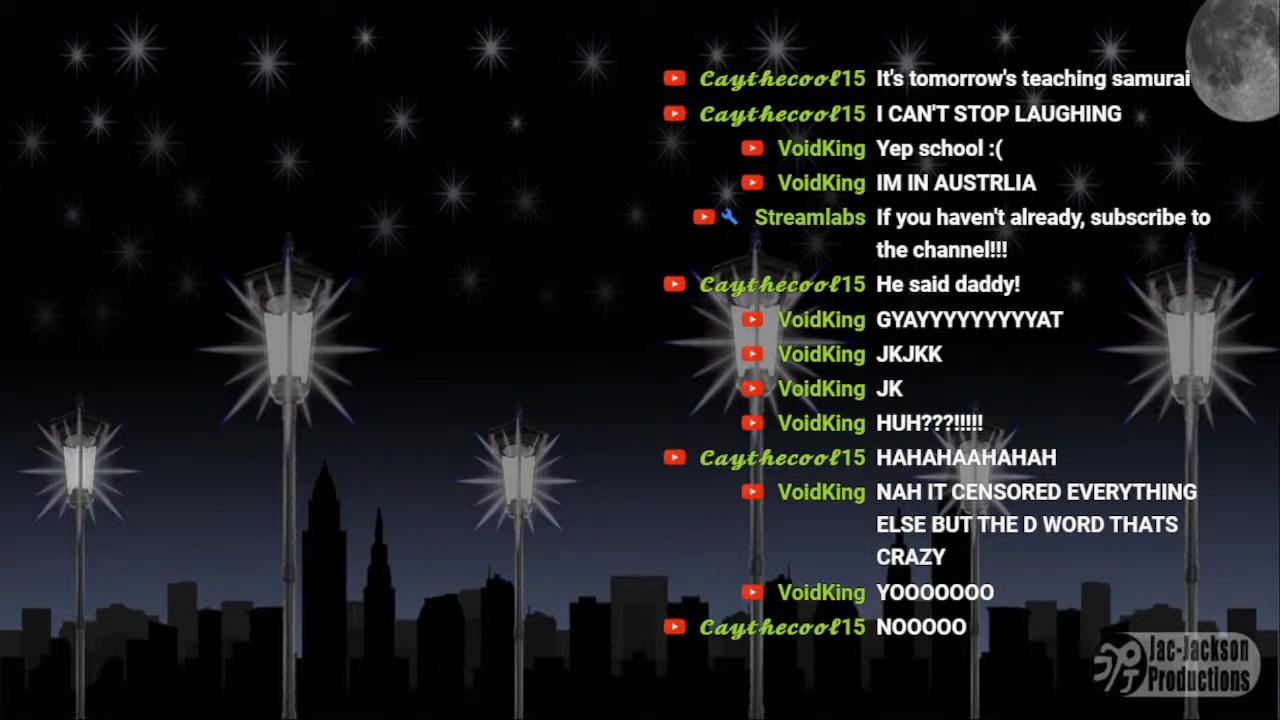 𝓒𝓪𝔂𝓽𝓱𝓮𝓬𝓸𝓸𝓵15 It's tomorrow's teaching samurai
𝓒𝓪𝔂𝓽𝓱𝓮𝓬𝓸𝓸𝓵15 I CAN'T STOP LAUGHING
VoidKing Yep school :(
VoidKing IM IN AUSTRLIA
Streamlabs If you haven't already, subscribe to
the channel!!!
𝓒𝓪𝔂𝓽𝓱𝓮𝓬𝓸𝓸𝓵15 He said daddy!
VoidKing GYAYYYYYYYYYAT
VoidKing JKJKK
VoidKing JK
VoidKing HUH???!!!!!
𝓒𝓪𝔂𝓽𝓱𝓮𝓬𝓸𝓸𝓵15 HAHAHAAHAHAH
VoidKing NAH IT CENSORED EVERYTHING
ELSE BUT THE D WORD THATS
CRAZY
VoidKing YOOOOOOO
𝓒𝓪𝔂𝓽𝓱𝓮𝓬𝓸𝓸𝓵15 NOOOOO
Jac-Jackson
Productions